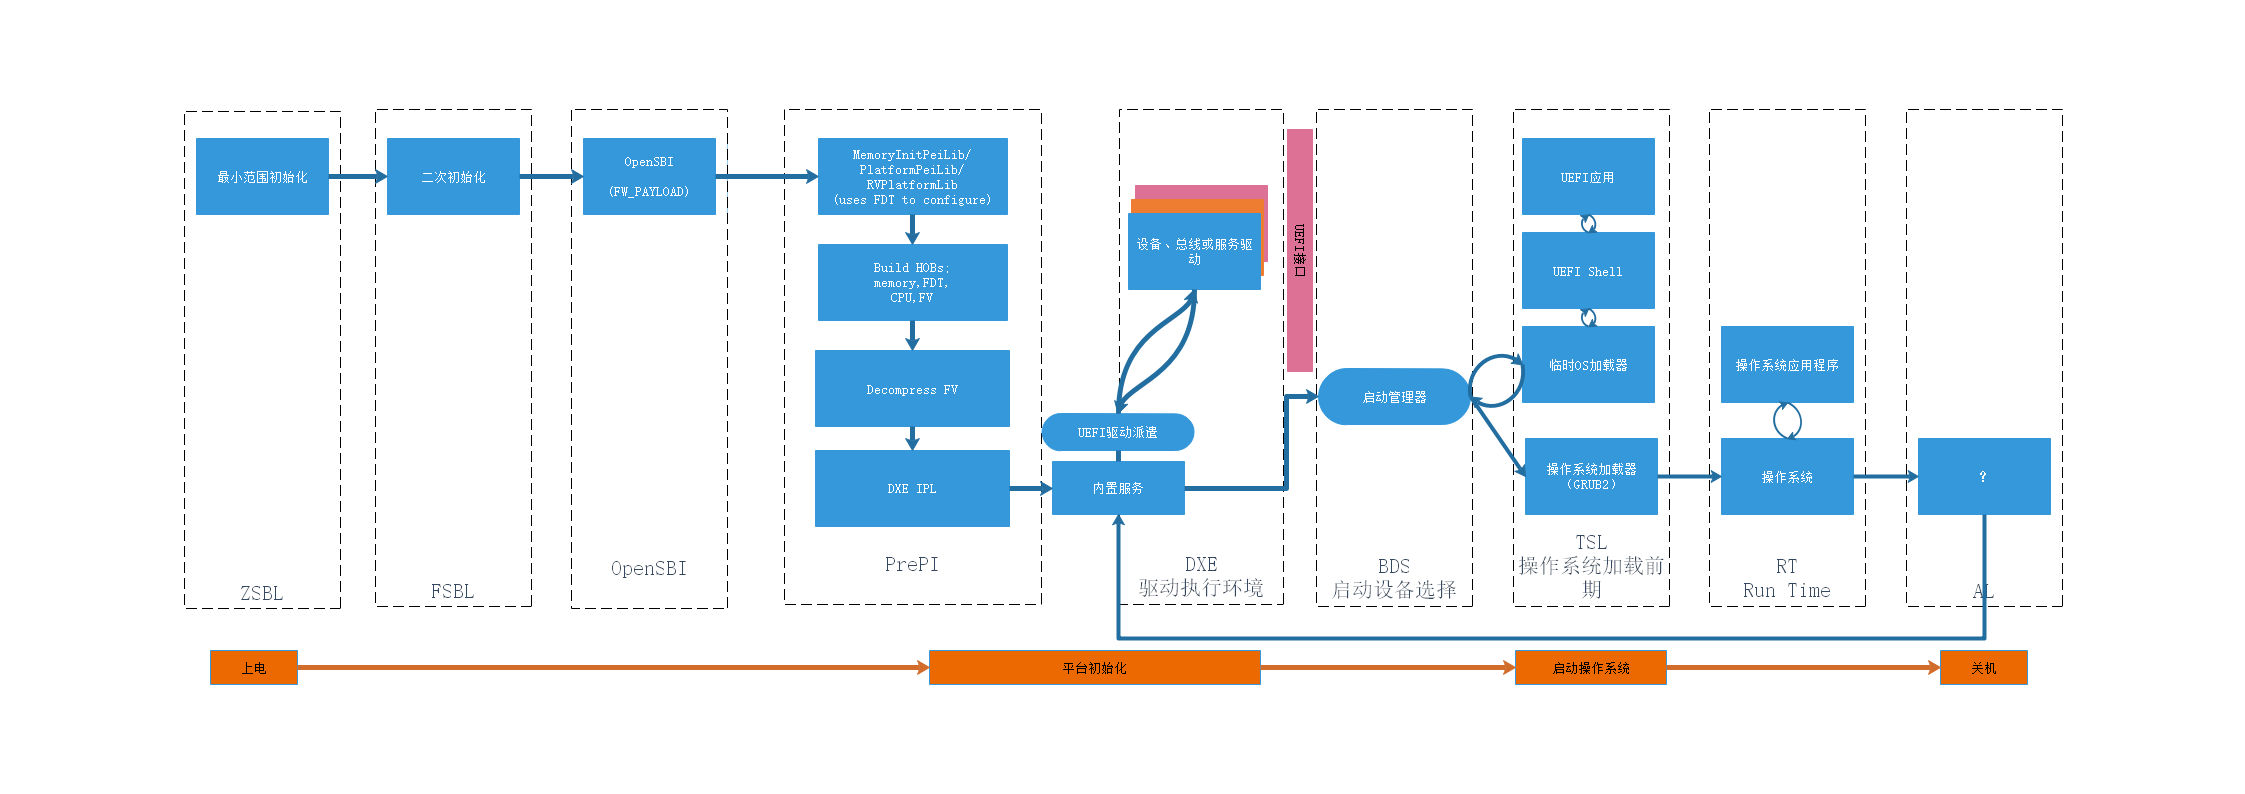 最小范围初始化
ZSBL
二次初始化
FSBL
OpenSBI
(FW_PAYLOAD)
OpenSBI
MemoryInitPeiLib/
PlatformPeiLib/
RVPlatformLib
(uses FDT to configure)
Build HOBs;
memory,FDT,
CPU,FV
Decompress FV
DXE IPL
PrePI
设备、总线或服务驱
动
UEFI驱动派遣
内置服务
DXE
驱动执行环境
UEFI接口
启动管理器
BDS
启动设备选择
UEFI应用
UEFI Shell
临时OS加载器
操作系统加载器
(GRUB2)
TSL
操作系统加载前
期
操作系统应用程序
操作系统
RT
Run Time
?
AL
上电
平台初始化
启动操作系统
关机